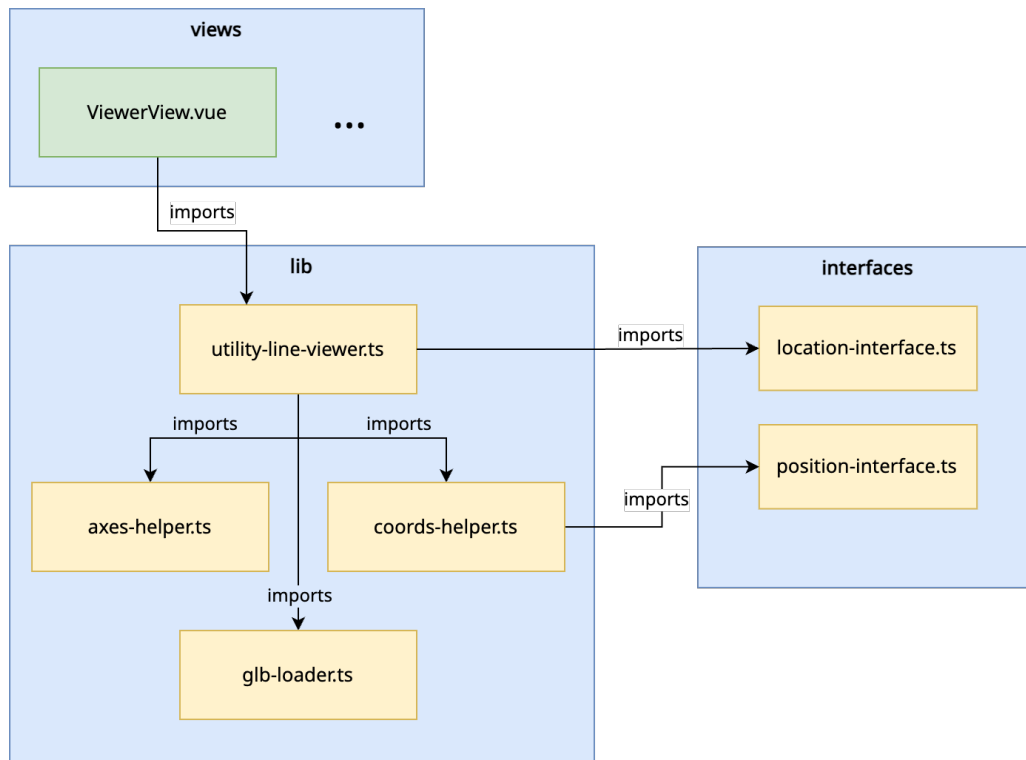 views
ViewerView.vue
...
imports
lib
interfaces
utility-line-viewer.ts
imports
location-interface.ts
imports
imports
position-interface.ts
imports
axes-helper.ts
coords-helper.ts
imports
glb-loader.ts